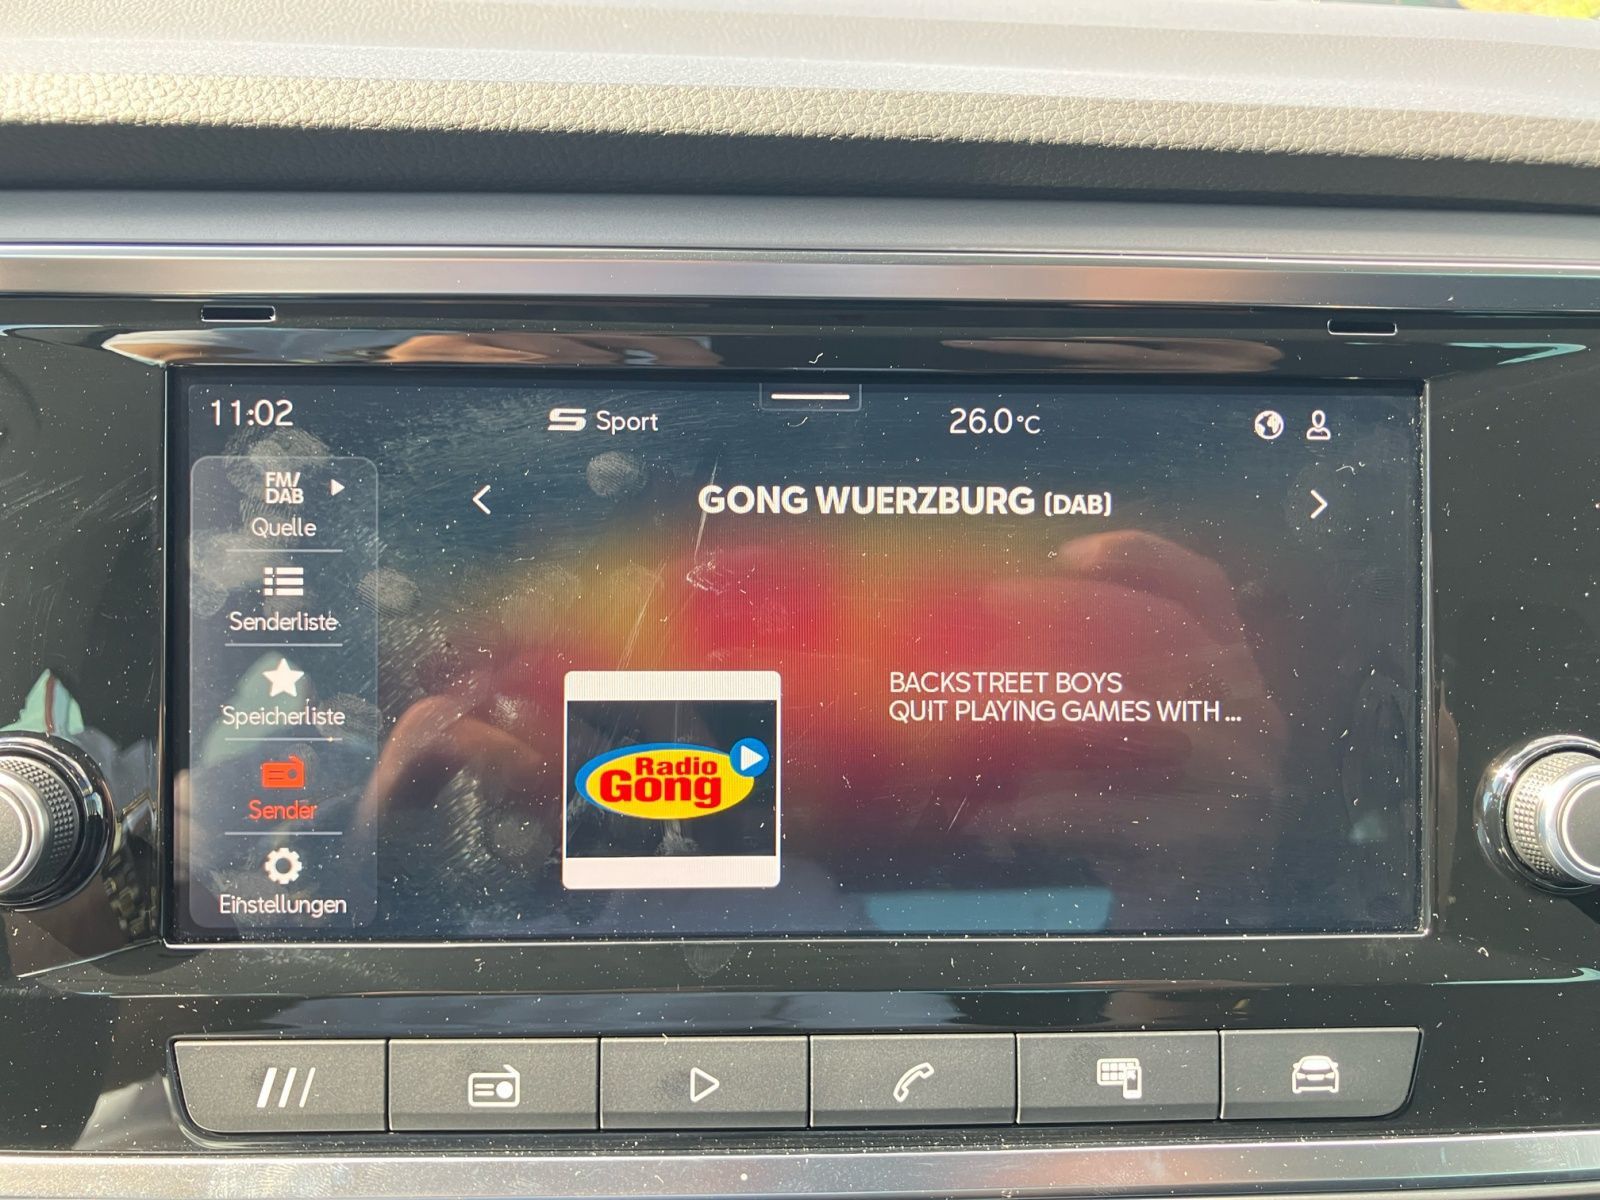 11:02
Sport
26.0°C
FM/
DAB
Quelle
Senderliste
Speicherliste
Sender
Einstellungen
GONG WUERZBURG (DAB)
BACKSTREET BOYS
QUIT PLAYING GAMES WITH ...
Radio
Gong